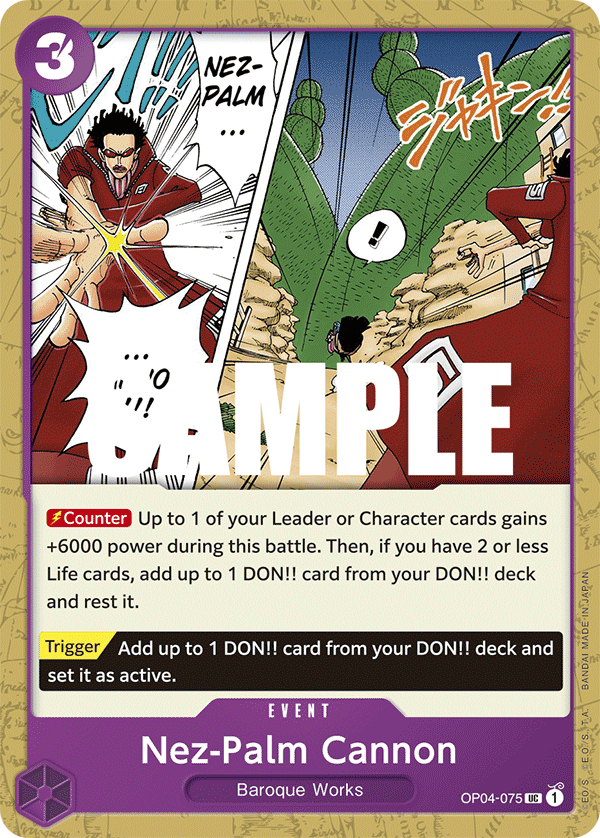 DLICHES EISMEER
3
NEZ-
PALM
...
ジャキン!!
!
...
"!!
SAMPLE
Counter Up to 1 of your Leader or Character cards gains
+6000 power during this battle. Then, if you have 2 or less
Life cards, add up to 1 DON!! card from your DON!! deck
and rest it.
Trigger Add up to 1 DON!! card from your DON!! deck and
set it as active.
EVENT
Nez-Palm Cannon
Baroque Works
OP04-075 UC 1
©E.O./S., ©E.O./S.,T.A. BANDAI MADE IN JAPAN